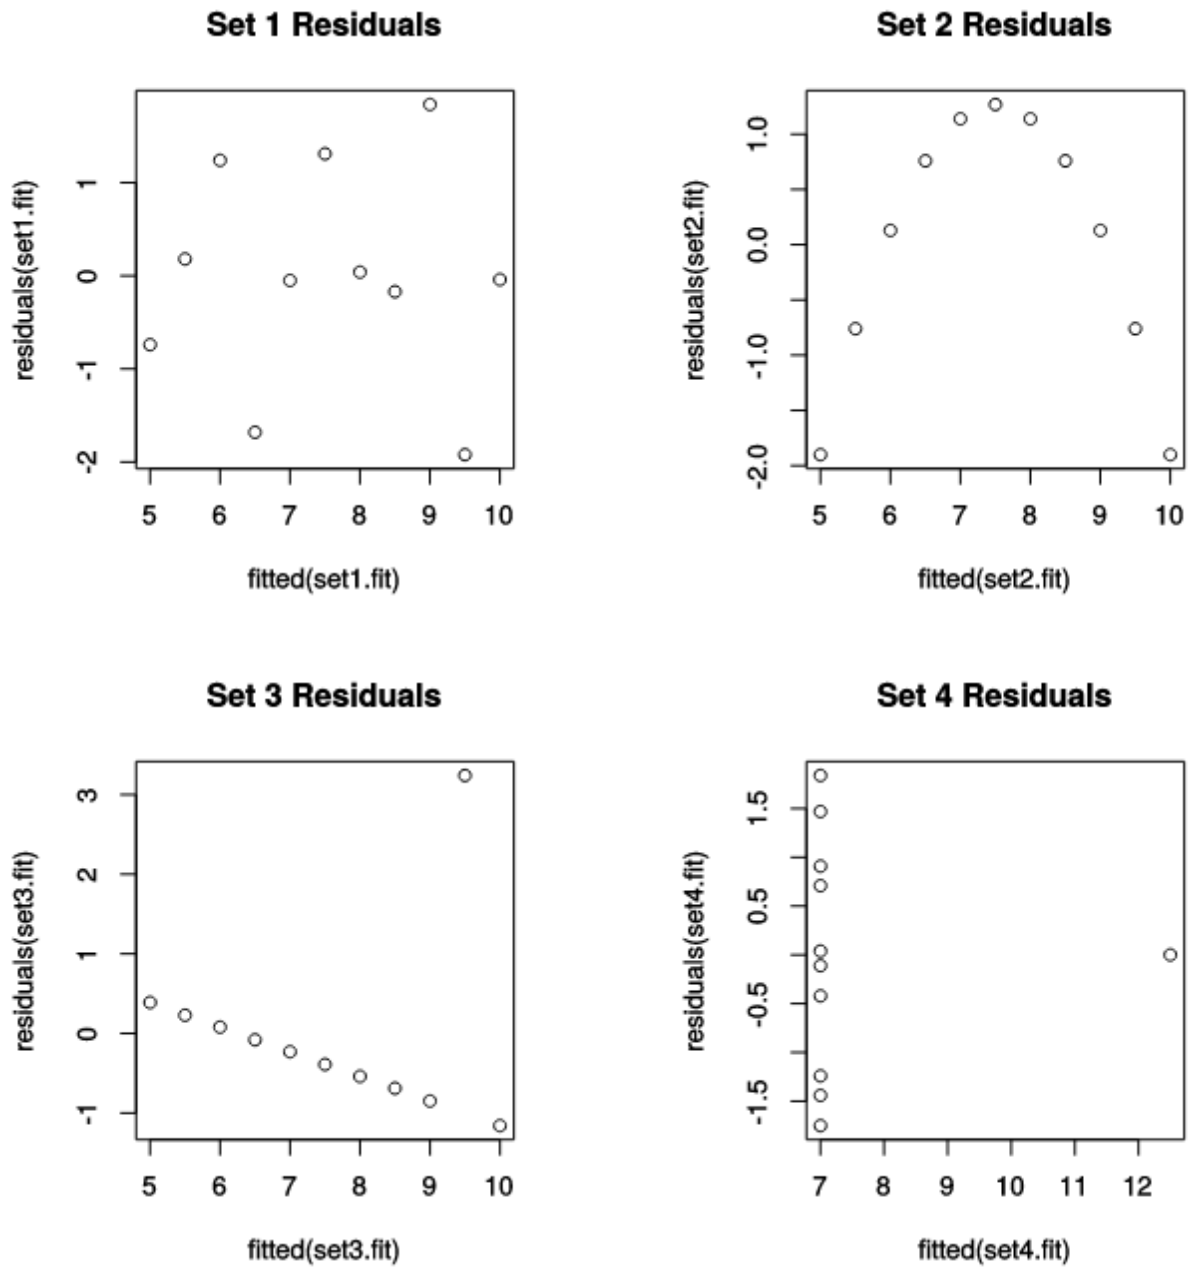 Set 1 Residuals
residuals(set1.fit)
1
0
-1
-2
5 6 7 8 9 10
fitted(set1.fit)
Set 2 Residuals
residuals(set2.fit)
1.0
0.0
-1.0
-2.0
5 6 7 8 9 10
fitted(set2.fit)
Set 3 Residuals
residuals(set3.fit)
3
2
1
0
-1
5 6 7 8 9 10
fitted(set3.fit)
Set 4 Residuals
residuals(set4.fit)
1.5
0.5
-0.5
-1.5
7 8 9 10 11 12
fitted(set4.fit)